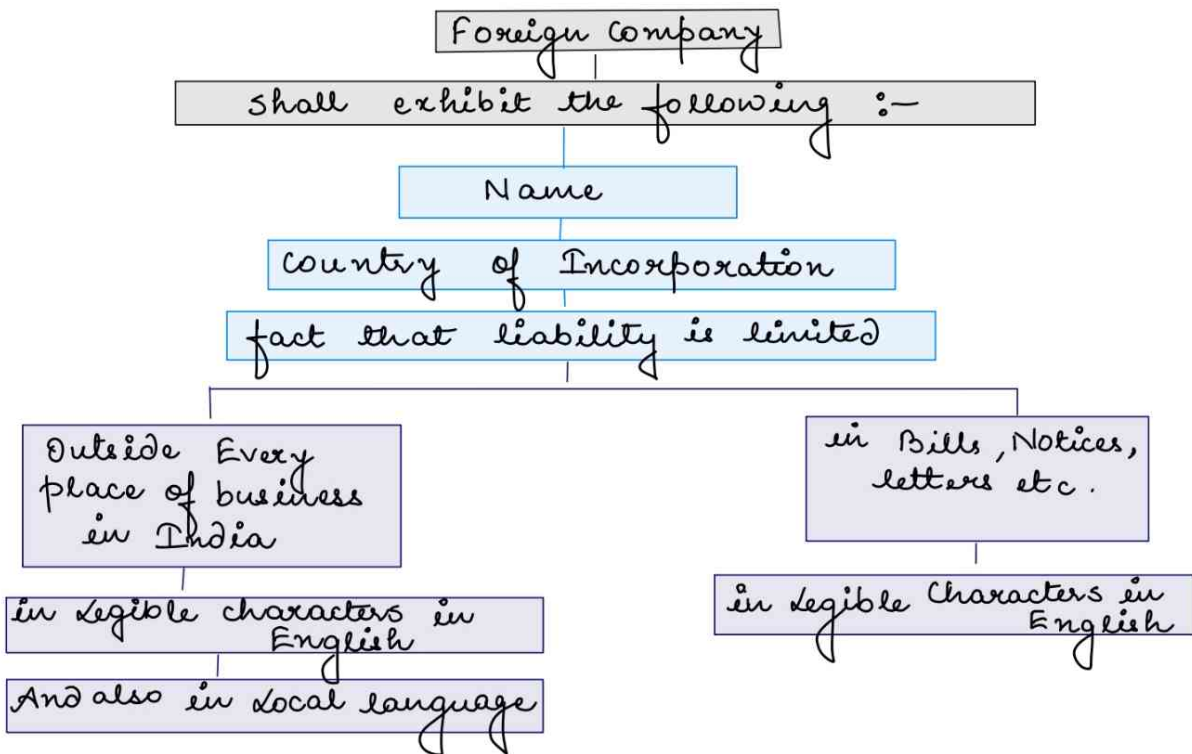 Foreign Company
shall exhibit the following :-
Name
Country of Incorporation
fact that liability is limited
Outside Every
place of business
in India
in Legible characters in
English
And also in Local language
in Bills, Notices,
letters etc.
in Legible Characters in
English